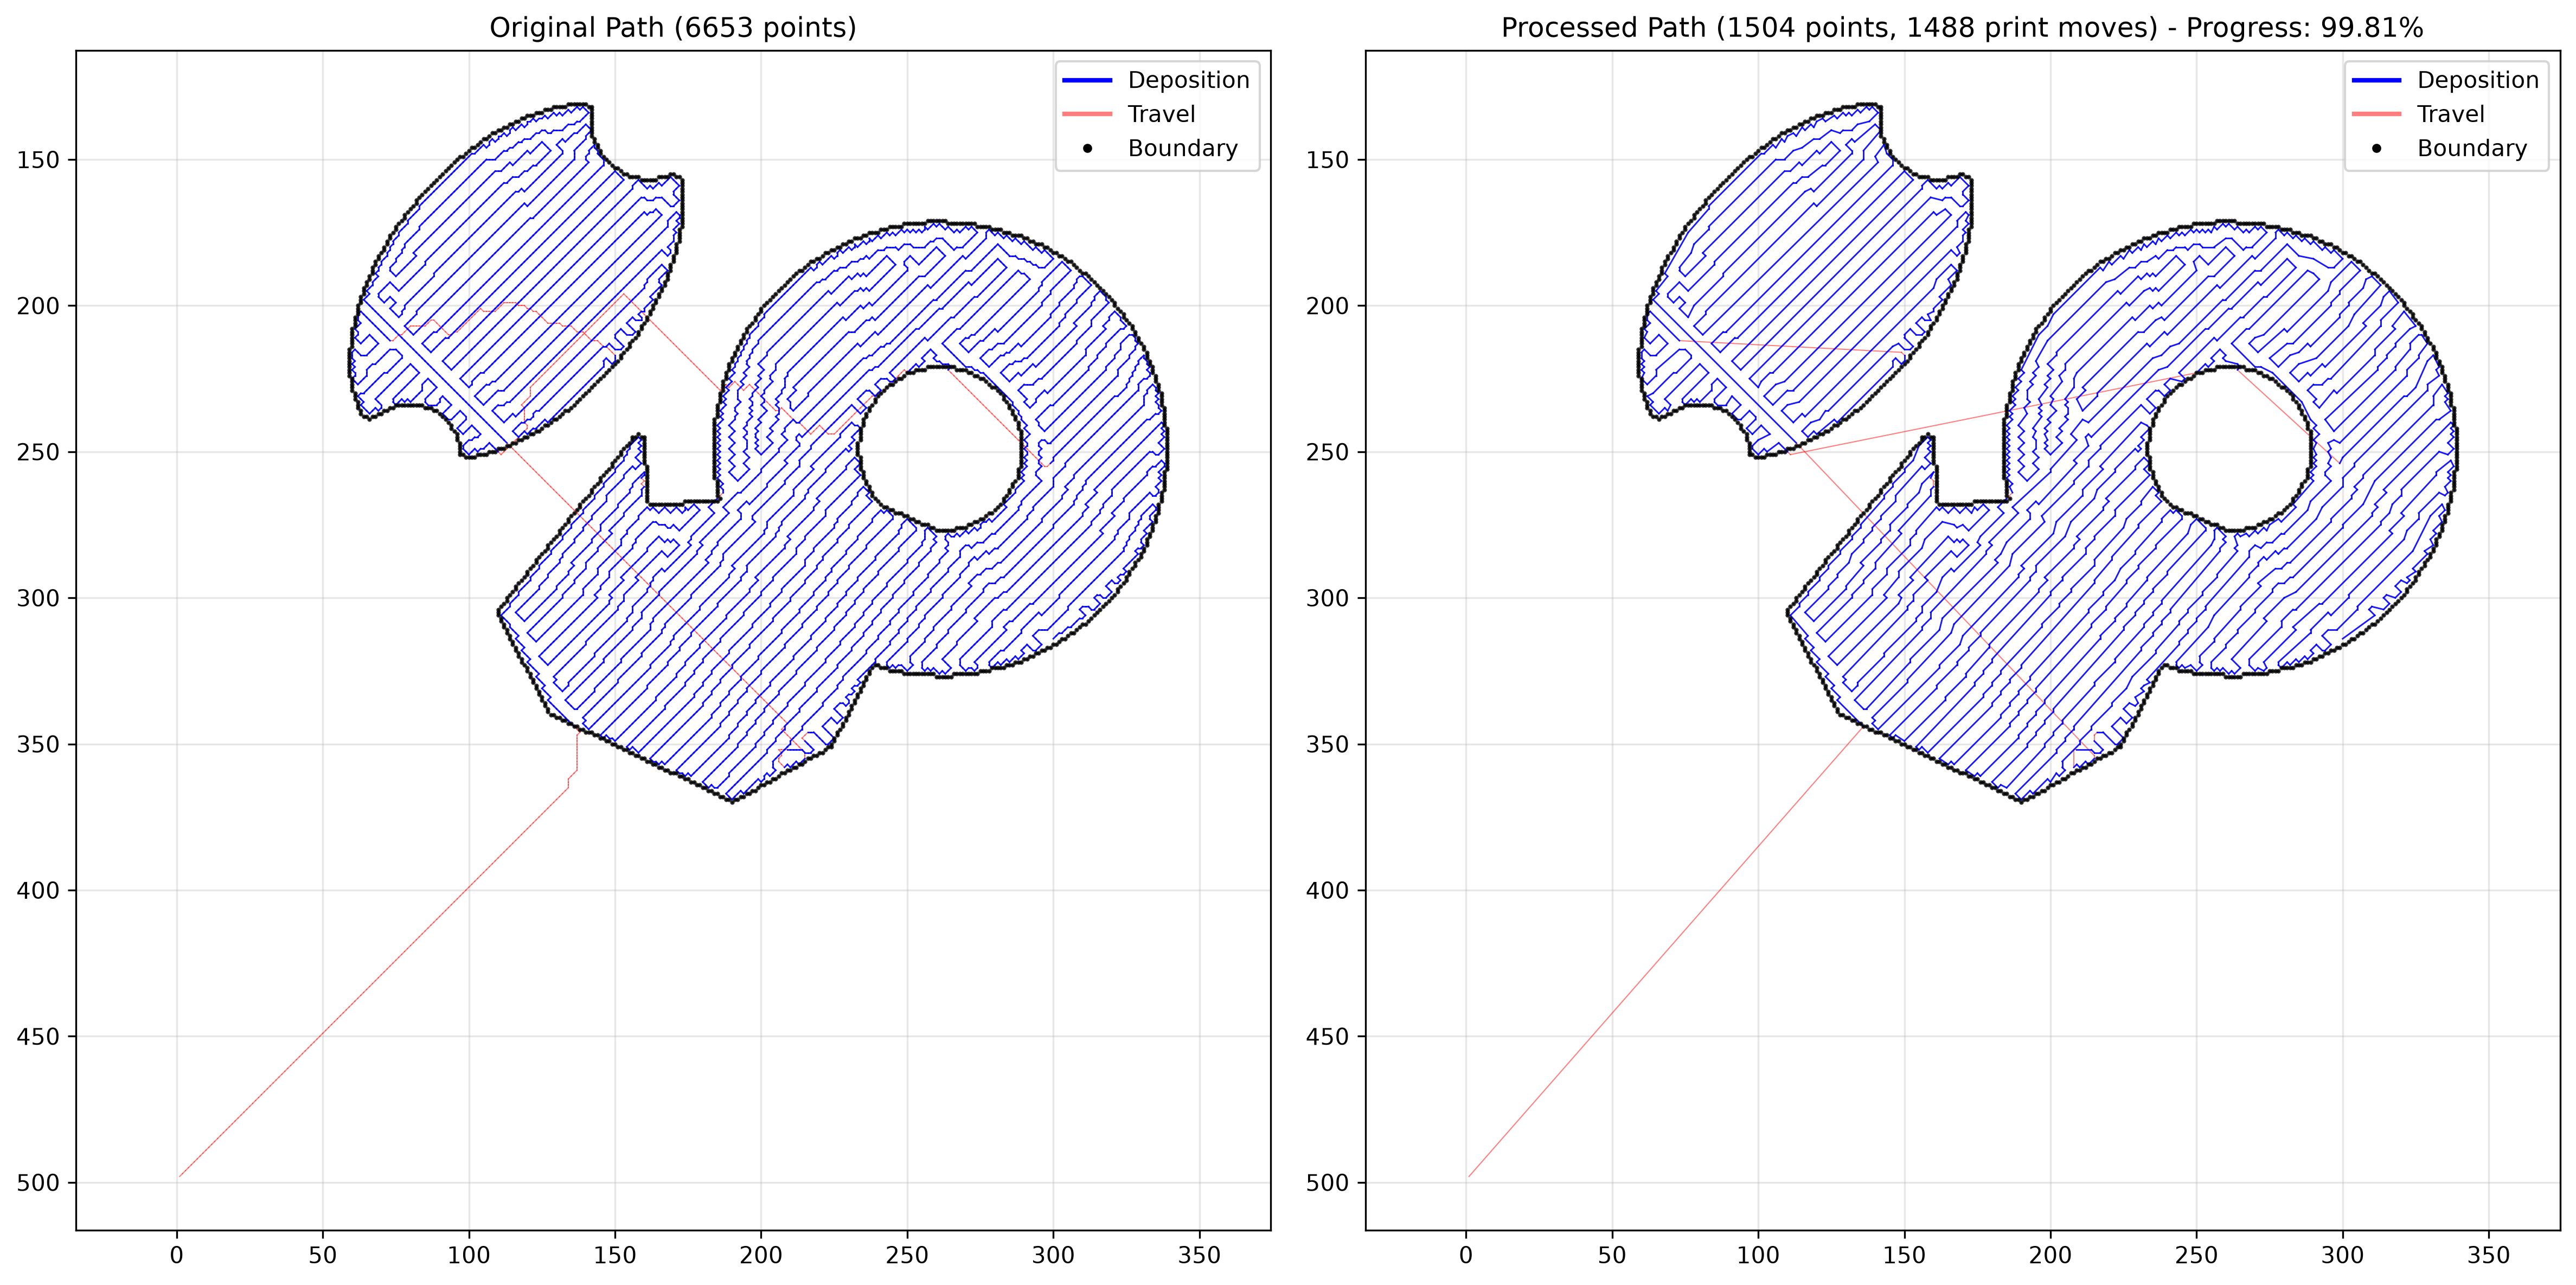 Original Path (6653 points)
Deposition
Travel
Boundary
150
200
250
300
350
400
450
500
0 50 100 150 200 250 300 350
Processed Path (1504 points, 1488 print moves) - Progress: 99.81%
Deposition
Travel
Boundary
150
200
250
300
350
400
450
500
0 50 100 150 200 250 300 350